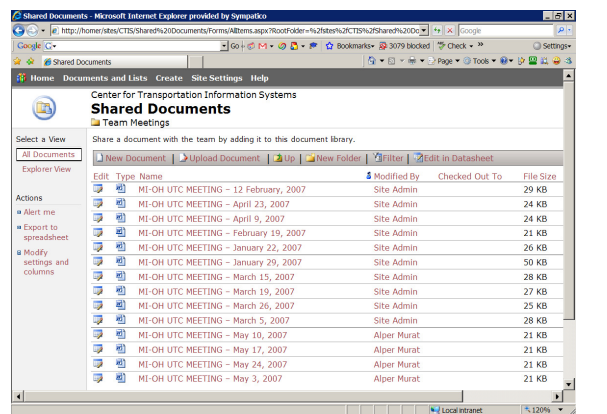 Shared Documents - Microsoft Internet Explorer provided by Sympatico
http://homer/sites/CTIS/Shared%20Documents/Forms/AllItems.aspx?RootFolder=%2fsites%2fCTIS%2fShared%20Do
Google
Google G Go Bookmarks 3079 blocked Check Settings
Shared Documents Page Tools
Home Documents and Lists Create Site Settings Help
Center for Transportation Information Systems
Shared Documents
Team Meetings
Select a View
All Documents
Explorer View
Actions
Alert me
Export to
spreadsheet
Modify
settings and
columns
Share a document with the team by adding it to this document library.
New Document | Upload Document | Up | New Folder | Filter | Edit in Datasheet
Edit Type Name Modified By Checked Out To File Size
MI-OH UTC MEETING – 12 February, 2007 Site Admin 29 KB
MI-OH UTC MEETING – April 23, 2007 Site Admin 24 KB
MI-OH UTC MEETING – April 9, 2007 Site Admin 24 KB
MI-OH UTC MEETING – February 19, 2007 Site Admin 21 KB
MI-OH UTC MEETING – January 22, 2007 Site Admin 26 KB
MI-OH UTC MEETING – January 29, 2007 Site Admin 50 KB
MI-OH UTC MEETING – March 15, 2007 Site Admin 28 KB
MI-OH UTC MEETING – March 19, 2007 Site Admin 27 KB
MI-OH UTC MEETING – March 26, 2007 Site Admin 25 KB
MI-OH UTC MEETING – March 5, 2007 Site Admin 28 KB
MI-OH UTC MEETING – May 10, 2007 Alper Murat 21 KB
MI-OH UTC MEETING – May 17, 2007 Alper Murat 21 KB
MI-OH UTC MEETING – May 24, 2007 Alper Murat 21 KB
MI-OH UTC MEETING – May 3, 2007 Alper Murat 21 KB
Local intranet 120%